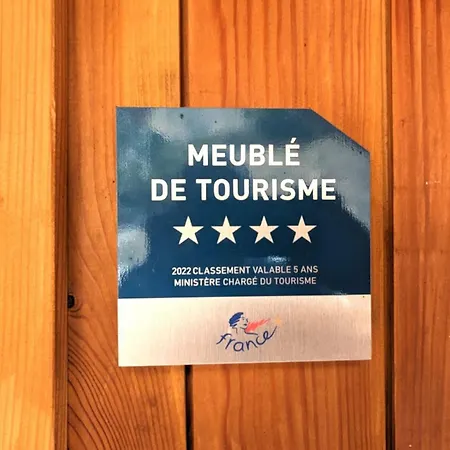 MEUBLÉ
DE TOURISME
2022 CLASSEMENT VALABLE 5 ANS
MINISTÈRE CHARGÉ DU TOURISME
france